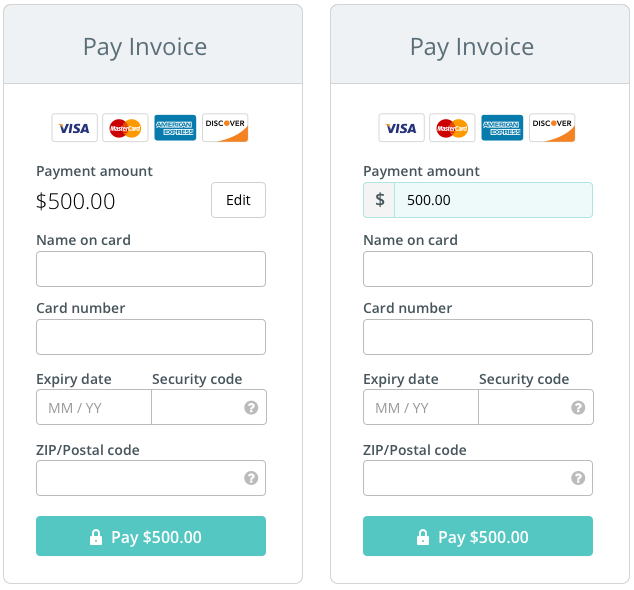 Pay Invoice
VISA MasterCard AMERICAN EXPRESS DISCOVER
Payment amount
$500.00 Edit
Name on card
Card number
Expiry date Security code
MM / YY ?
ZIP/Postal code
?
Pay $500.00
Pay Invoice
VISA MasterCard AMERICAN EXPRESS DISCOVER
Payment amount
$ 500.00
Name on card
Card number
Expiry date Security code
MM / YY ?
ZIP/Postal code
?
Pay $500.00